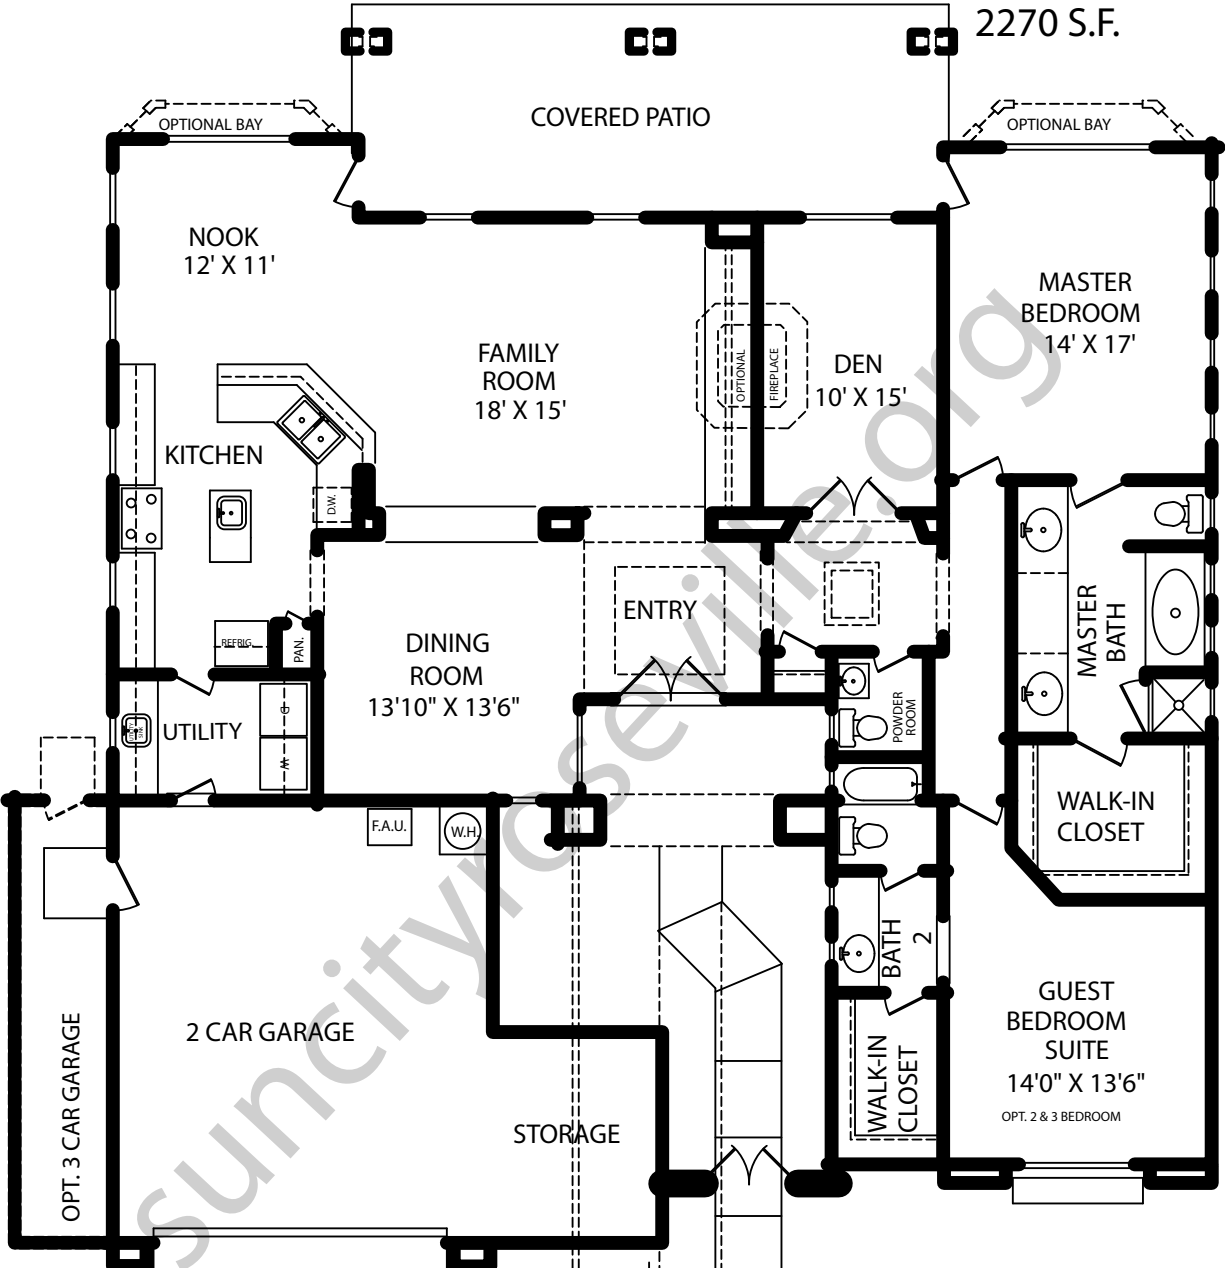 2270 S.F.
COVERED PATIO
OPTIONAL BAY
OPTIONAL BAY
NOOK
12' X 11'
MASTER
BEDROOM
14' X 17'
FAMILY
ROOM
18' X 15'
OPTIONAL
FIREPLACE
DEN
10' X 15'
KITCHEN
D.W.
ENTRY
DINING
ROOM
13'10" X 13'6"
REFRIG.
PAN.
MASTER
BATH
UTILITY
D
W
POWDER
ROOM
F.A.U.
W.H.
WALK-IN
CLOSET
BATH
2
2 CAR GARAGE
OPT. 3 CAR GARAGE
STORAGE
WALK-IN
CLOSET
GUEST
BEDROOM
SUITE
14'0" X 13'6"
OPT. 2 & 3 BEDROOM
suncityroseville.org